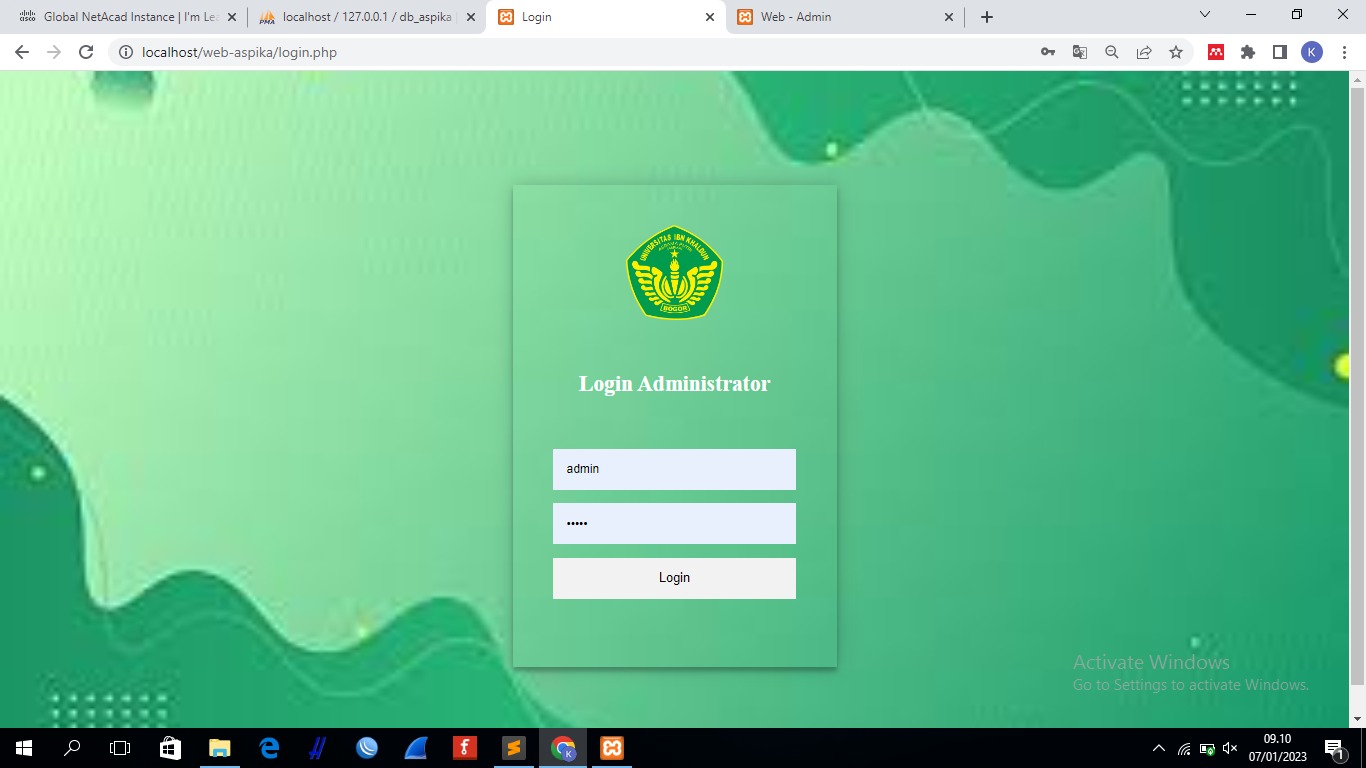 Global NetAcad Instance | I'm Lea
localhost / 127.0.0.1 / db_aspika |
Login
Web - Admin
localhost/web-aspika/login.php
K
UNIVERSITAS IBN KHALDUN
BOGOR
Login Administrator
admin
•••••
Login
Activate Windows
Go to Settings to activate Windows.
09.10
07/01/2023
1